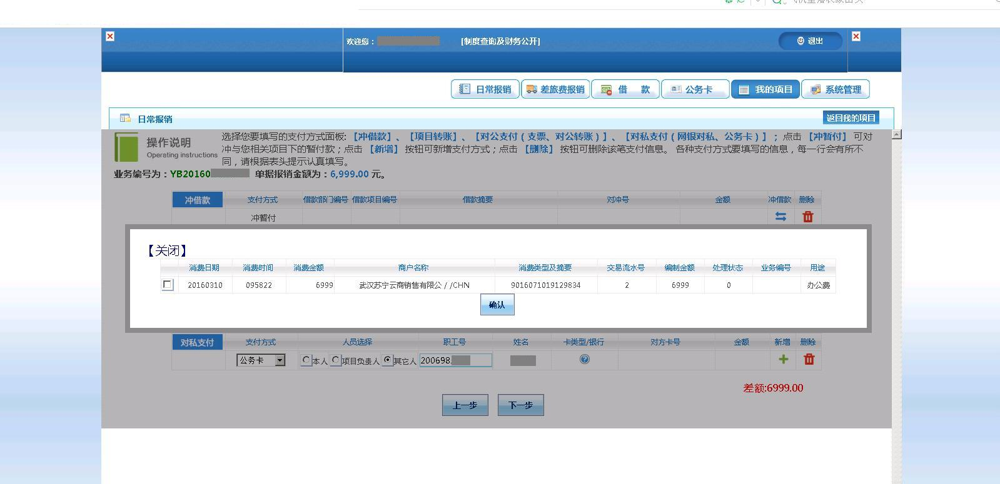 欢迎您：
[制度查询及财务公开]
退出
日常报销
差旅费报销
借 款
公务卡
我的项目
系统管理
日常报销
返回我的项目
操作说明
Operating instructions
选择您要填写的支付方式面板:【冲借款】、【项目转账】、【对公支付（支票、对公转账）】、【对私支付（网银对私、公务卡）】；点击 【冲暂付】 可对
冲与您相关项目下的暂付款；点击 【新增】 按钮可新增支付方式；点击 【删除】 按钮可删除该笔支付信息。 各种支付方式要填写的信息，每一行会有所不
同，请根据表头提示认真填写。
业务编号为：YB20160 单据报销金额为：6,999.00 元。
冲借款 支付方式 借款部门编号 借款项目编号 借款摘要 对冲号 金额 冲借款 删除
冲暂付
【关闭】
消费日期 消费时间 消费金额 商户名称 消费类型及摘要 交易流水号 编制金额 处理状态 业务编号 用途
20160310 095822 6999 武汉苏宁云商销售有限公 / /CHN 9016071019129834 2 6999 0 办公费
确认
对私支付 支付方式 人员选择 职工号 姓名 卡类型/银行 对方卡号 金额 新增 删除
公务卡 本人 项目负责人 其它人 200698
差额:6999.00
上一步 下一步